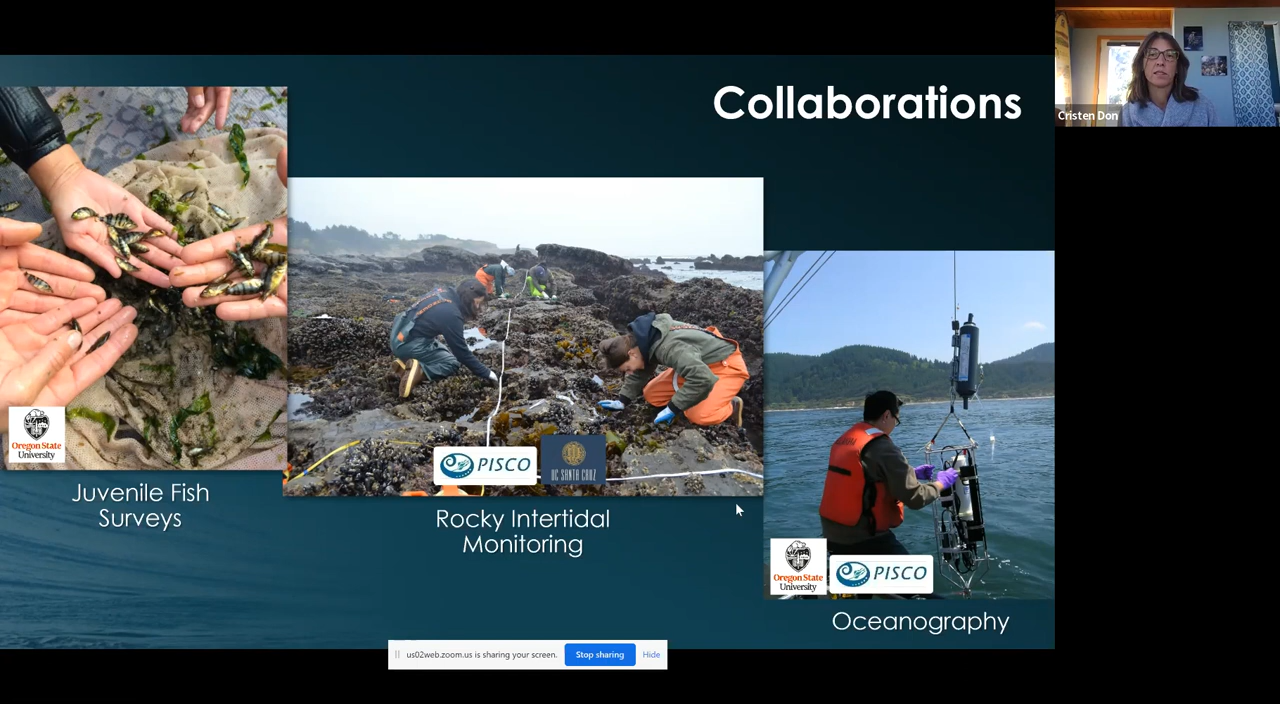 Collaborations
Cristen Don
Oregon State
University
Juvenile Fish
Surveys
PISCO
UC SANTA CRUZ
Rocky Intertidal
Monitoring
Oregon State
University
PISCO
Oceanography
us02web.zoom.us is sharing your screen.
Stop sharing
Hide